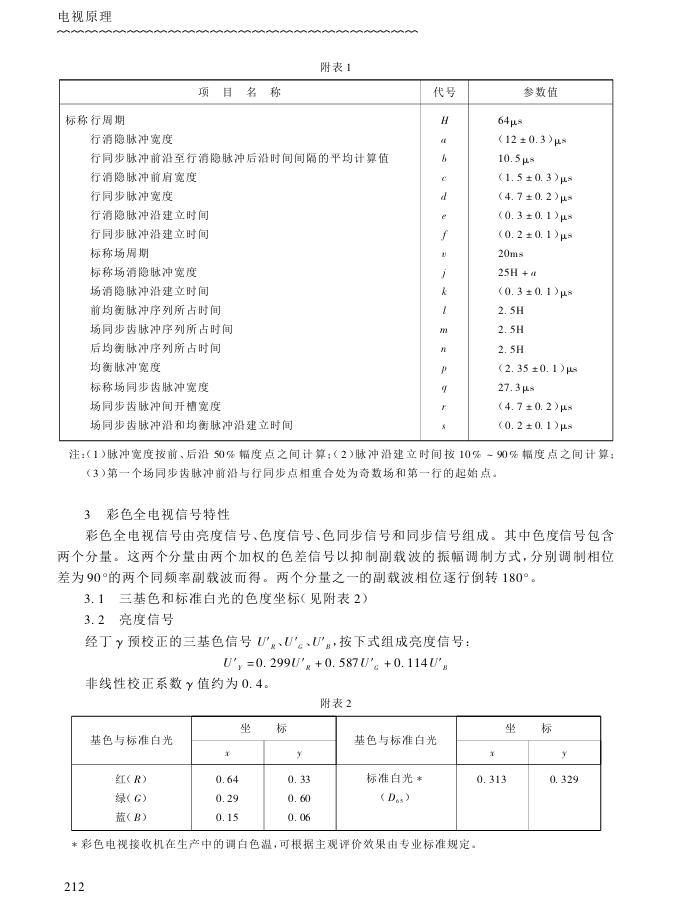 电视原理
附表 1
项 目 名 称 代号 参数值
标称行周期 H 64μs
行消隐脉冲宽度 a （12±0.3）μs
行同步脉冲前沿至行消隐脉冲后沿时间间隔的平均计算值 b 10.5μs
行消隐脉冲前肩宽度 c （1.5±0.3）μs
行同步脉冲宽度 d （4.7±0.2）μs
行消隐脉冲沿建立时间 e （0.3±0.1）μs
行同步脉冲沿建立时间 f （0.2±0.1）μs
标称场周期 v 20ms
标称场消隐脉冲宽度 j 25H + a
场消隐脉冲沿建立时间 k （0.3±0.1）μs
前均衡脉冲序列所占时间 l 2.5H
场同步齿脉冲序列所占时间 m 2.5H
后均衡脉冲序列所占时间 n 2.5H
均衡脉冲宽度 p （2.35±0.1）μs
标称场同步齿脉冲宽度 q 27.3μs
场同步齿脉冲间开槽宽度 r （4.7±0.2）μs
场同步齿脉冲沿和均衡脉冲沿建立时间 s （0.2±0.1）μs
注：（1）脉冲宽度按前、后沿 50% 幅度点之间计算；（2）脉冲沿建立时间按 10% ~ 90% 幅度点之间计算；
（3）第一个场同步齿脉冲前沿与行同步点相重合处为奇数场和第一行的起始点。
3 彩色全电视信号特性
彩色全电视信号由亮度信号、色度信号、色同步信号和同步信号组成。其中色度信号包含
两个分量。这两个分量由两个加权的色差信号以抑制副载波的振幅调制方式，分别调制相位
差为 90°的两个同频率副载波而得。两个分量之一的副载波相位逐行倒转 180°。
3.1 三基色和标准白光的色度坐标（见附表 2）
3.2 亮度信号
经丁 γ 预校正的三基色信号 U′R、U′G、U′B，按下式组成亮度信号：
U′Y = 0.299U′R + 0.587U′G + 0.114U′B
非线性校正系数 γ 值约为 0.4。
附表 2
基色与标准白光 坐 标 基色与标准白光 坐 标
x y x y
红（R） 0.64 0.33 标准白光 * 0.313 0.329
绿（G） 0.29 0.60 （D65）
蓝（B） 0.15 0.06
* 彩色电视接收机在生产中的调白色温，可根据主观评价效果由专业标准规定。
212